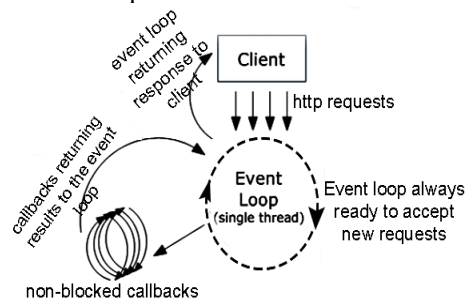 event loop
returning
response to
client
Client
http requests
callbacks returning
results to the event
loop
Event
Loop
(single thread)
Event loop always
ready to accept
new requests
non-blocked callbacks